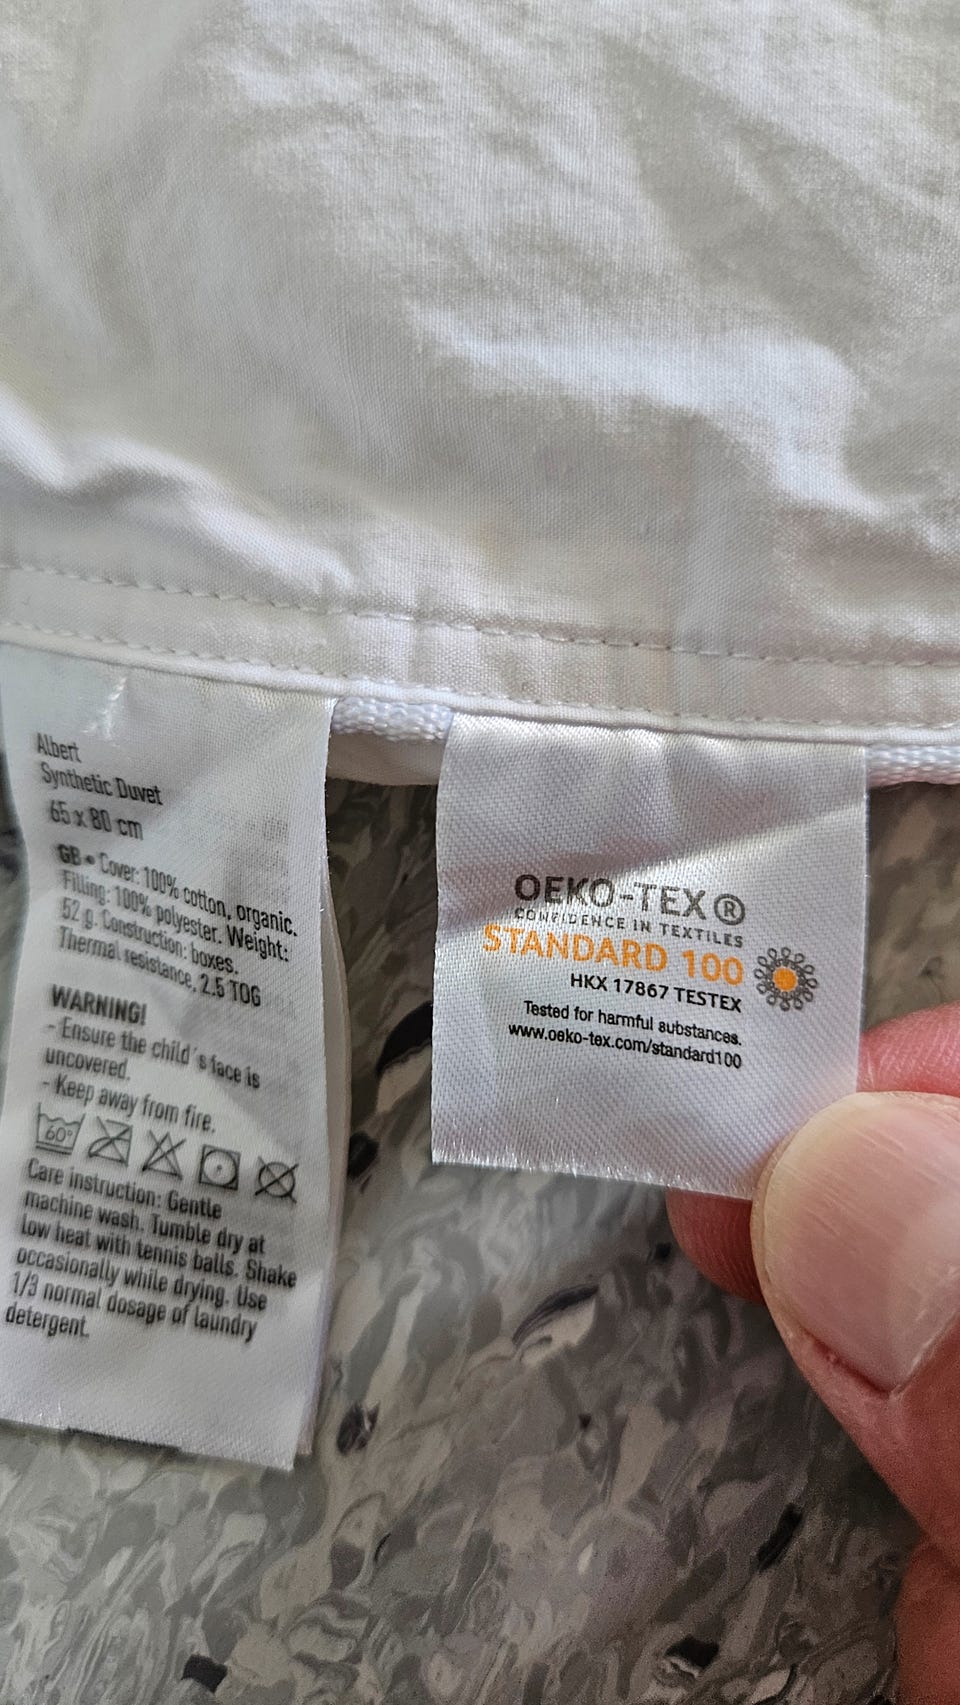 Albert
Synthetic Duvet
65 x 80 cm
GB • Cover: 100% cotton, organic.
Filling: 100% polyester. Weight:
52 g. Construction: boxes.
Thermal resistance, 2.5 TOG
WARNING!
- Ensure the child´s face is
uncovered.
- Keep away from fire.
60°
Care instruction: Gentle
machine wash. Tumble dry at
low heat with tennis balls. Shake
occasionally while drying. Use
1/3 normal dosage of laundry
detergent.
OEKO-TEX®
CONFIDENCE IN TEXTILES
STANDARD 100
HKX 17867 TESTEX
Tested for harmful substances.
www.oeko-tex.com/standard100